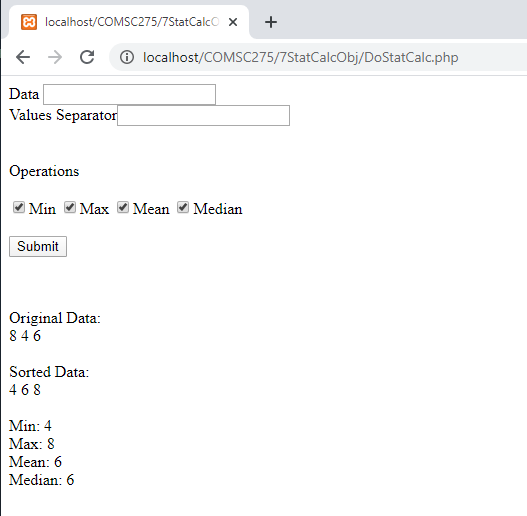 localhost/COMSC275/7StatCalcO
localhost/COMSC275/7StatCalcObj/DoStatCalc.php
Data
Values Separator
Operations
Min Max Mean Median
Submit
Original Data:
8 4 6
Sorted Data:
4 6 8
Min: 4
Max: 8
Mean: 6
Median: 6